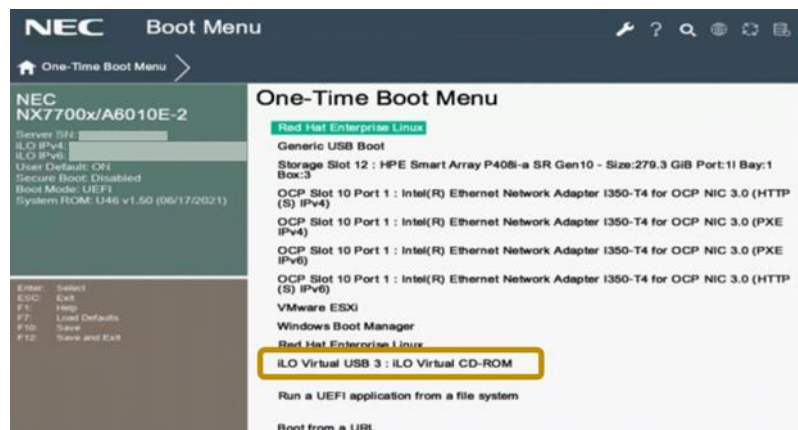 NEC Boot Menu
?
One-Time Boot Menu
NEC
NX7700x/A6010E-2
Server SN:
iLO IPv4:
iLO IPv6:
User Default: ON
Secure Boot: Disabled
Boot Mode: UEFI
System ROM: U46 v1.50 (06/17/2021)
Enter: Select
ESC: Exit
F1: Help
F7: Load Defaults
F10: Save
F12: Save and Exit
One-Time Boot Menu
Red Hat Enterprise Linux
Generic USB Boot
Storage Slot 12 : HPE Smart Array P408i-a SR Gen10 - Size:279.3 GiB Port:1I Bay:1
Box:3
OCP Slot 10 Port 1 : Intel(R) Ethernet Network Adapter I350-T4 for OCP NIC 3.0 (HTTP
(S) IPv4)
OCP Slot 10 Port 1 : Intel(R) Ethernet Network Adapter I350-T4 for OCP NIC 3.0 (PXE
IPv4)
OCP Slot 10 Port 1 : Intel(R) Ethernet Network Adapter I350-T4 for OCP NIC 3.0 (PXE
IPv6)
OCP Slot 10 Port 1 : Intel(R) Ethernet Network Adapter I350-T4 for OCP NIC 3.0 (HTTP
(S) IPv6)
VMware ESXi
Windows Boot Manager
Red Hat Enterprise Linux
iLO Virtual USB 3 : iLO Virtual CD-ROM
Run a UEFI application from a file system
Boot from a URL